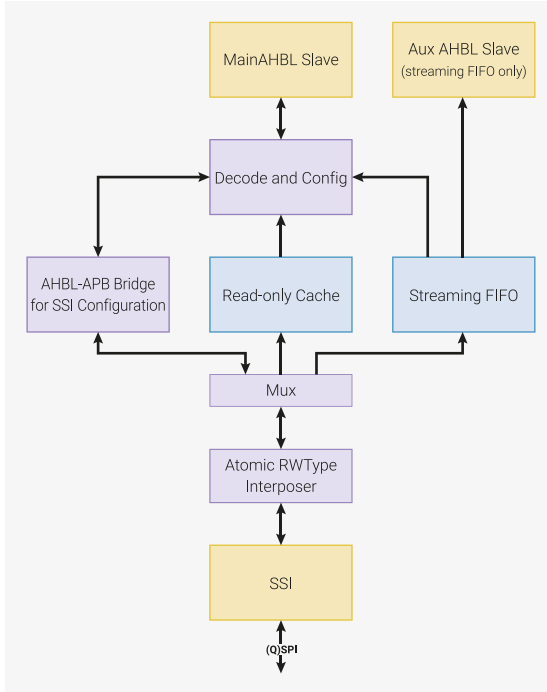 MainAHBL Slave
Aux AHBL Slave
(streaming FIFO only)
Decode and Config
AHBL-APB Bridge
for SSI Configuration
Read-only Cache
Streaming FIFO
Mux
Atomic RWType
Interposer
SSI
(Q)SPI